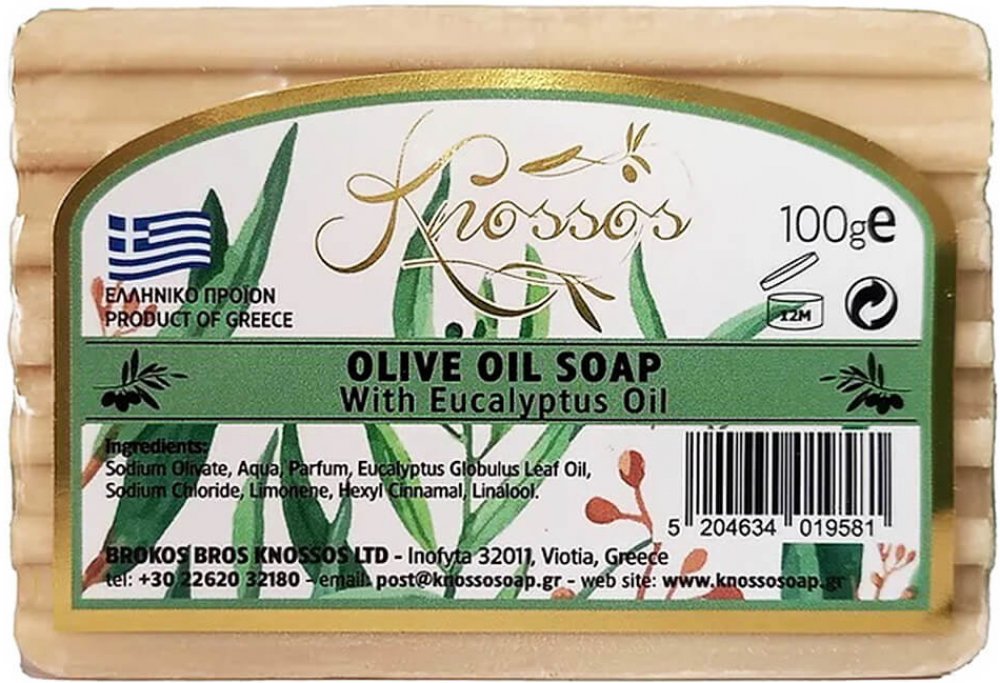 Knossos
100g e
12M
ΕΛΛΗΝΙΚΟ ΠΡΟΪΟΝ
PRODUCT OF GREECE
OLIVE OIL SOAP
With Eucalyptus Oil
Ingredients:
Sodium Olivate, Aqua, Parfum, Eucalyptus Globulus Leaf Oil,
Sodium Chloride, Limonene, Hexyl Cinnamal, Linalool.
5 204634 019581
BROKOS BROS KNOSSOS LTD - Inofyta 32011, Viotia, Greece
tel: +30 22620 32180 - email: post@knossosoap.gr - web site: www.knossosoap.gr